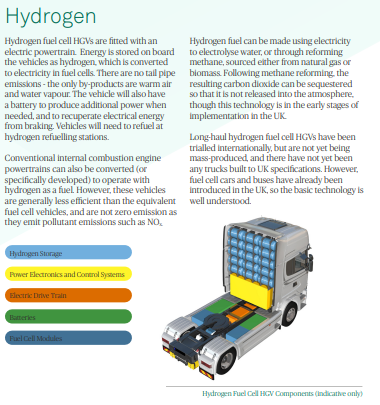 Hydrogen
Hydrogen fuel cell HGVs are fitted with an
electric powertrain.  Energy is stored on board
the vehicles as hydrogen, which is converted
to electricity in fuel cells. There are no tail pipe
emissions - the only by-products are warm air
and water vapour. The vehicle will also have
a battery to produce additional power when
needed, and to recuperate electrical energy
from braking. Vehicles will need to refuel at
hydrogen refuelling stations.
Conventional internal combustion engine
powertrains can also be converted (or
specifically developed) to operate with
hydrogen as a fuel. However, these vehicles
are generally less efficient than the equivalent
fuel cell vehicles, and are not zero emission as
they emit pollutant emissions such as NOₓ.
Hydrogen fuel can be made using electricity
to electrolyse water, or through reforming
methane, sourced either from natural gas or
biomass. Following methane reforming, the
resulting carbon dioxide can be sequestered
so that it is not released into the atmosphere,
though this technology is in the early stages of
implementation in the UK.
Long-haul hydrogen fuel cell HGVs have been
trialled internationally, but are not yet being
mass-produced, and there have not yet been
any trucks built to UK specifications. However,
fuel cell cars and buses have already been
introduced in the UK, so the basic technology is
well understood.
Hydrogen Storage
Power Electronics and Control Systems
Electric Drive Train
Batteries
Fuel Cell Modules
Hydrogen Fuel Cell HGV Components (indicative only)